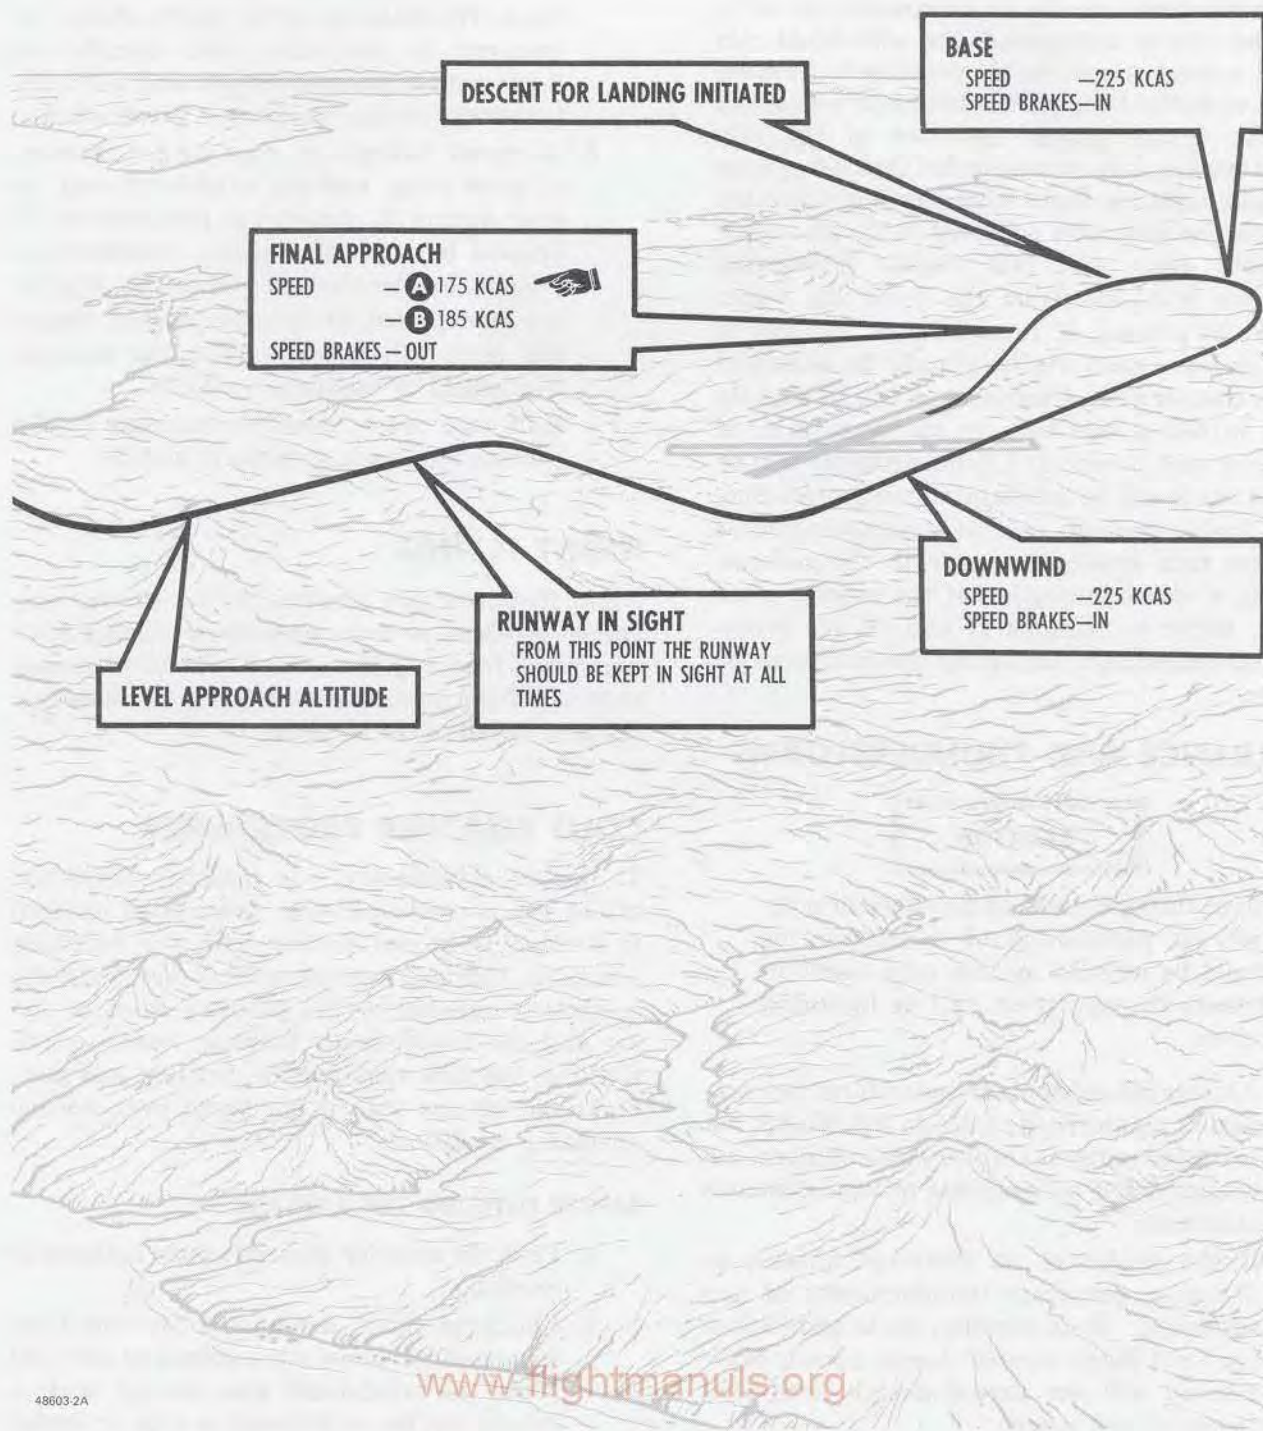 BASE
SPEED —225 KCAS
SPEED BRAKES—IN
DESCENT FOR LANDING INITIATED
FINAL APPROACH
SPEED — A 175 KCAS
— B 185 KCAS
SPEED BRAKES — OUT
DOWNWIND
SPEED —225 KCAS
SPEED BRAKES—IN
RUNWAY IN SIGHT
FROM THIS POINT THE RUNWAY
SHOULD BE KEPT IN SIGHT AT ALL
TIMES
LEVEL APPROACH ALTITUDE
www.flightmanuls.org
48603-2A